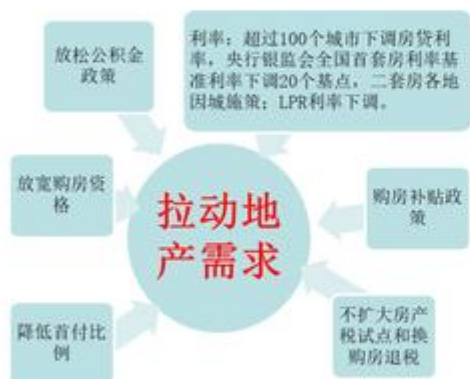 放松公积金
政策
利率：超过100个城市下调房贷利
率，央行银监会全国首套房利率基
准利率下调20个基点，二套房各地
因城施策；LPR利率下调。
放宽购房资
格
拉动地
产需求
购房补贴政
策
降低首付比
例
不扩大房产
税试点和换
购房退税